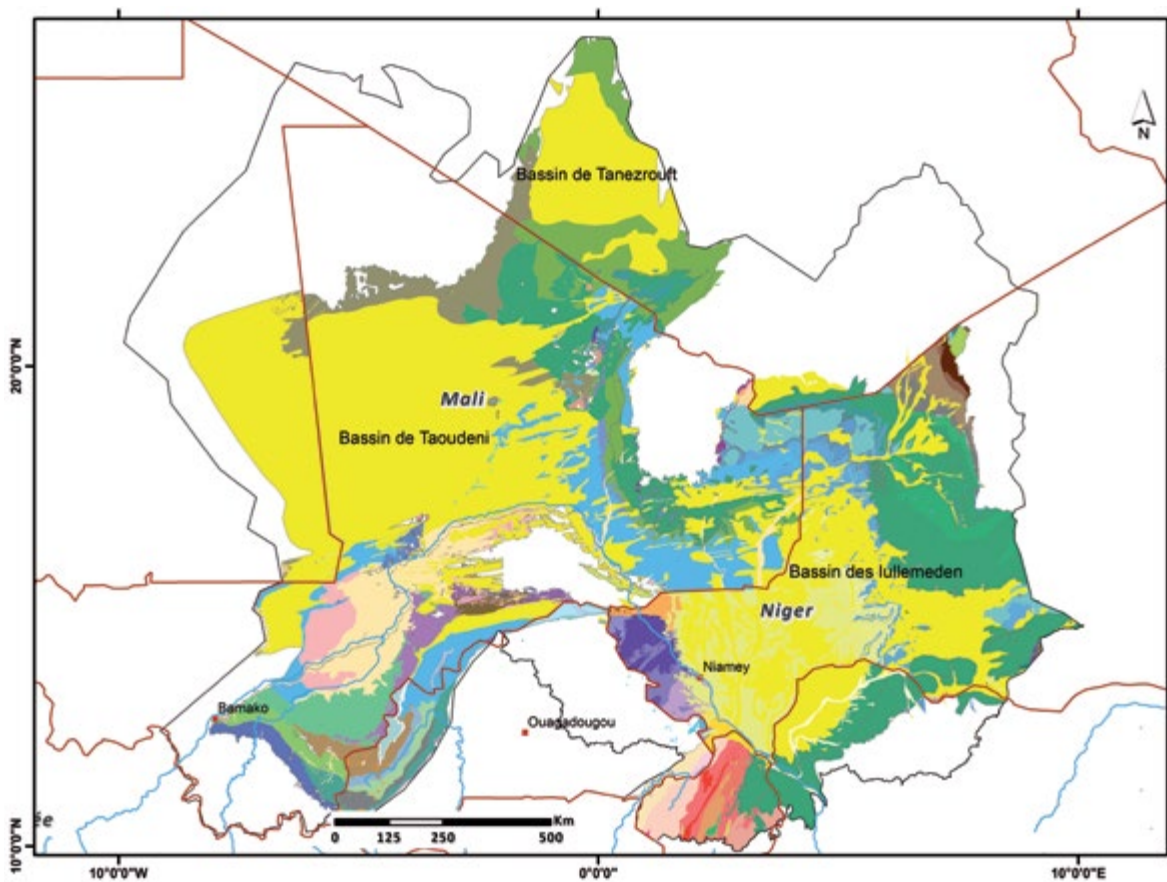 Bassin de Tanezrouft
N
20°0'0"N
Mali
Bassin de Taoudeni
Bassin des Iullemeden
Niger
Niamey
Bamako
Ouagadougou
Km
0 125 250 500
10°0'0"N
10°0'0"W 0°0'0" 10°0'0"E